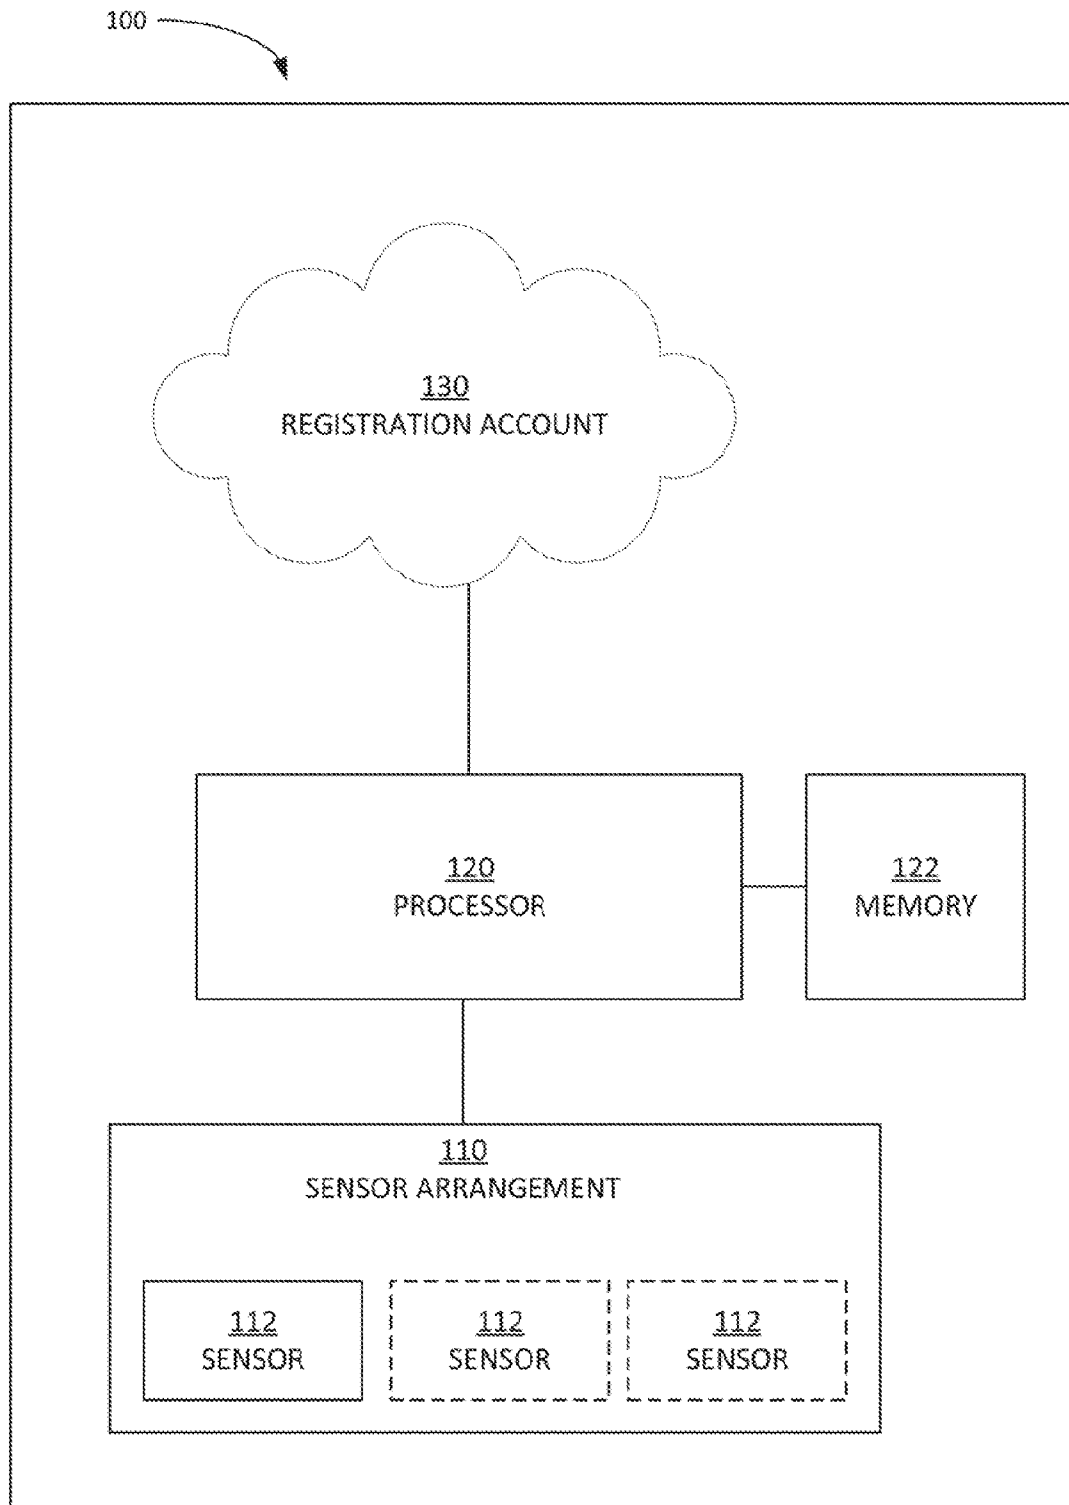 100
130
REGISTRATION ACCOUNT
120
PROCESSOR
122
MEMORY
110
SENSOR ARRANGEMENT
112
SENSOR
112
SENSOR
112
SENSOR